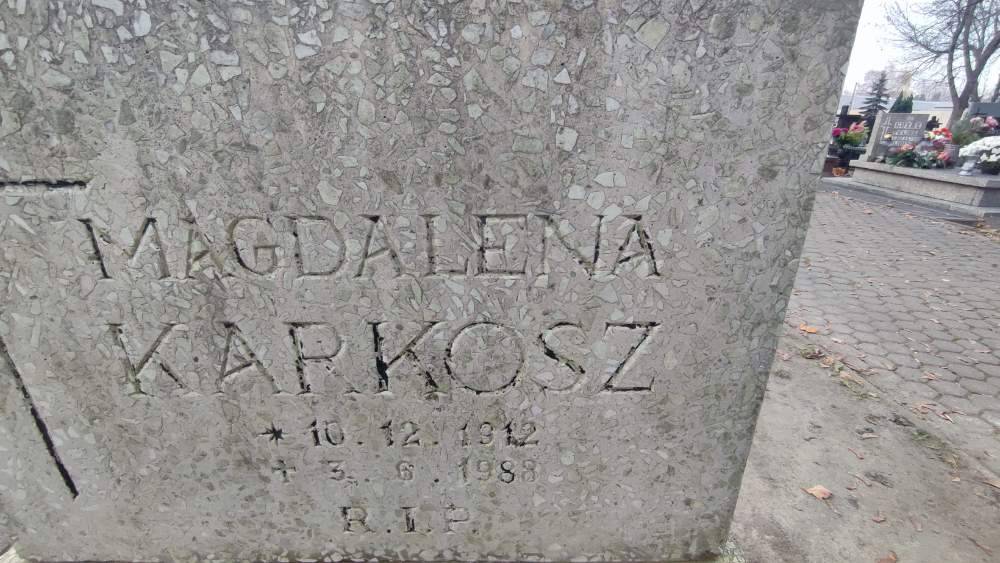 MAGDALENA
KARKOSZ
* 10. 12. 1912
+ 3. 6. 1988
R.I.P